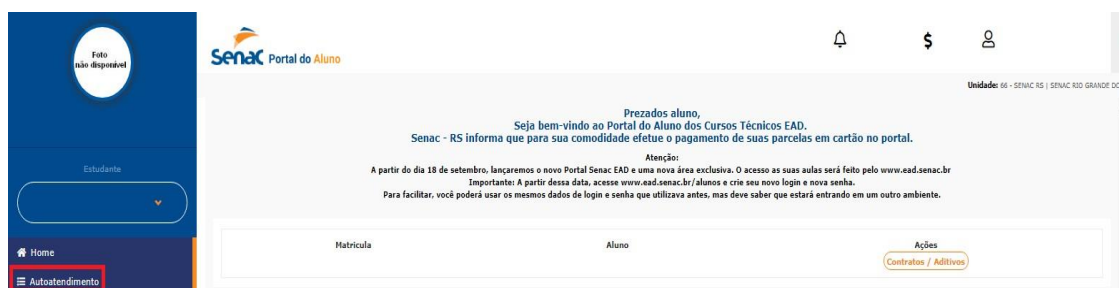 Foto
não disponível
Senac Portal do Aluno
$
Unidade: 66 - SENAC RS | SENAC RIO GRANDE DO
Prezados aluno,
Seja bem-vindo ao Portal do Aluno dos Cursos Técnicos EAD.
Senac - RS informa que para sua comodidade efetue o pagamento de suas parcelas em cartão no portal.
Atenção:
A partir do dia 18 de setembro, lançaremos o novo Portal Senac EAD e uma nova área exclusiva. O acesso as suas aulas será feito pelo www.ead.senac.br
Importante: A partir dessa data, acesse www.ead.senac.br/alunos e crie seu novo login e nova senha.
Para facilitar, você poderá usar os mesmos dados de login e senha que utilizava antes, mas deve saber que estará entrando em um outro ambiente.
Estudante
Matricula Aluno Ações
Contratos / Aditivos
Home
Autoatendimento